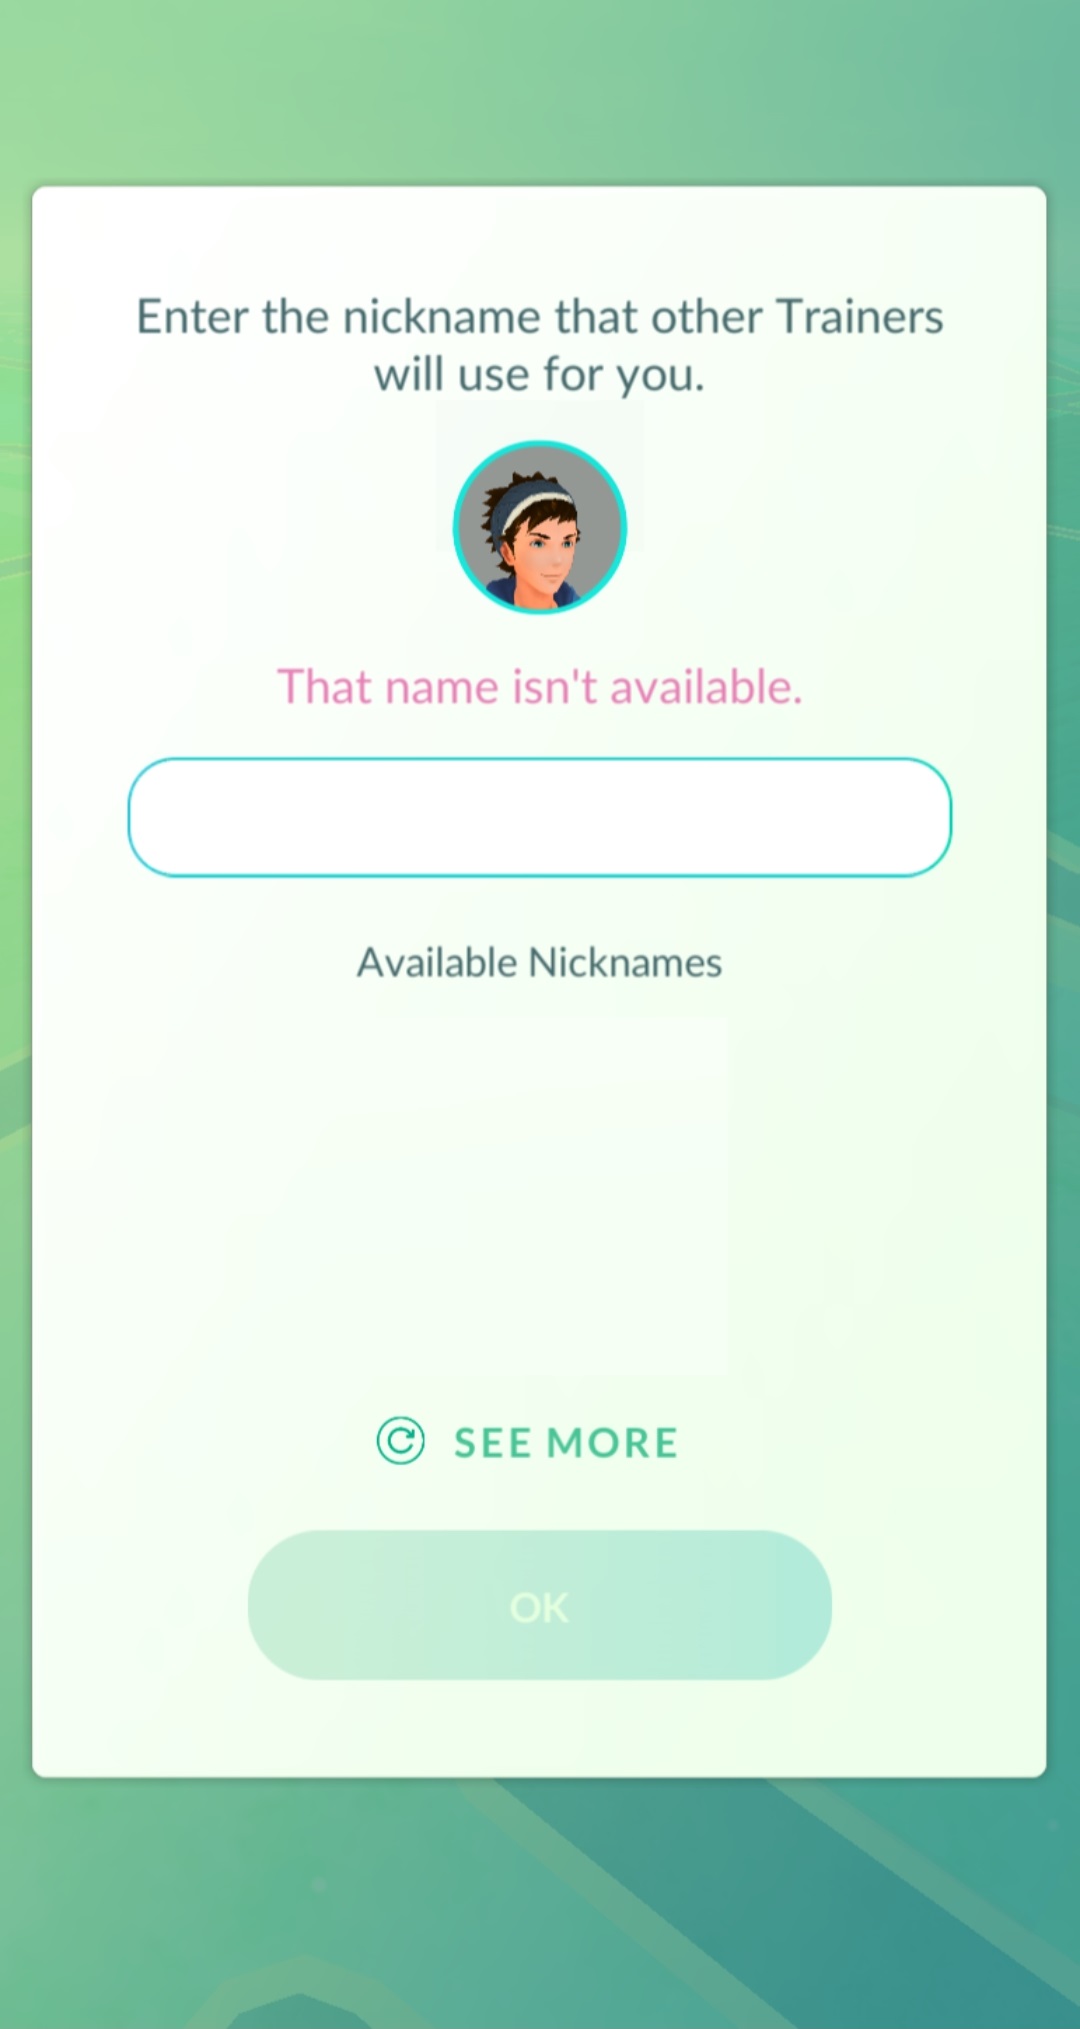 Enter the nickname that other Trainers
will use for you.
That name isn't available.
Available Nicknames
SEE MORE
OK